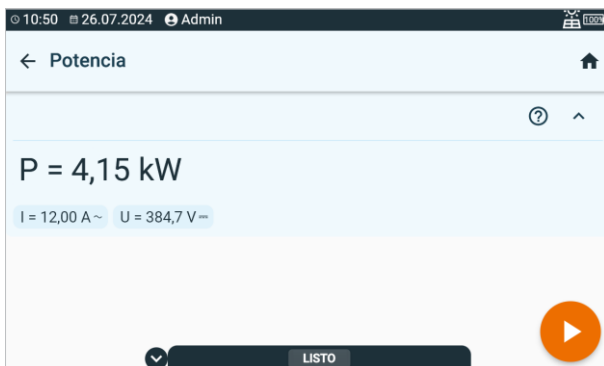 10:50 26.07.2024 Admin 100%
Potencia
P = 4,15 kW
I = 12,00 A ~ U = 384,7 V ⎓
LISTO